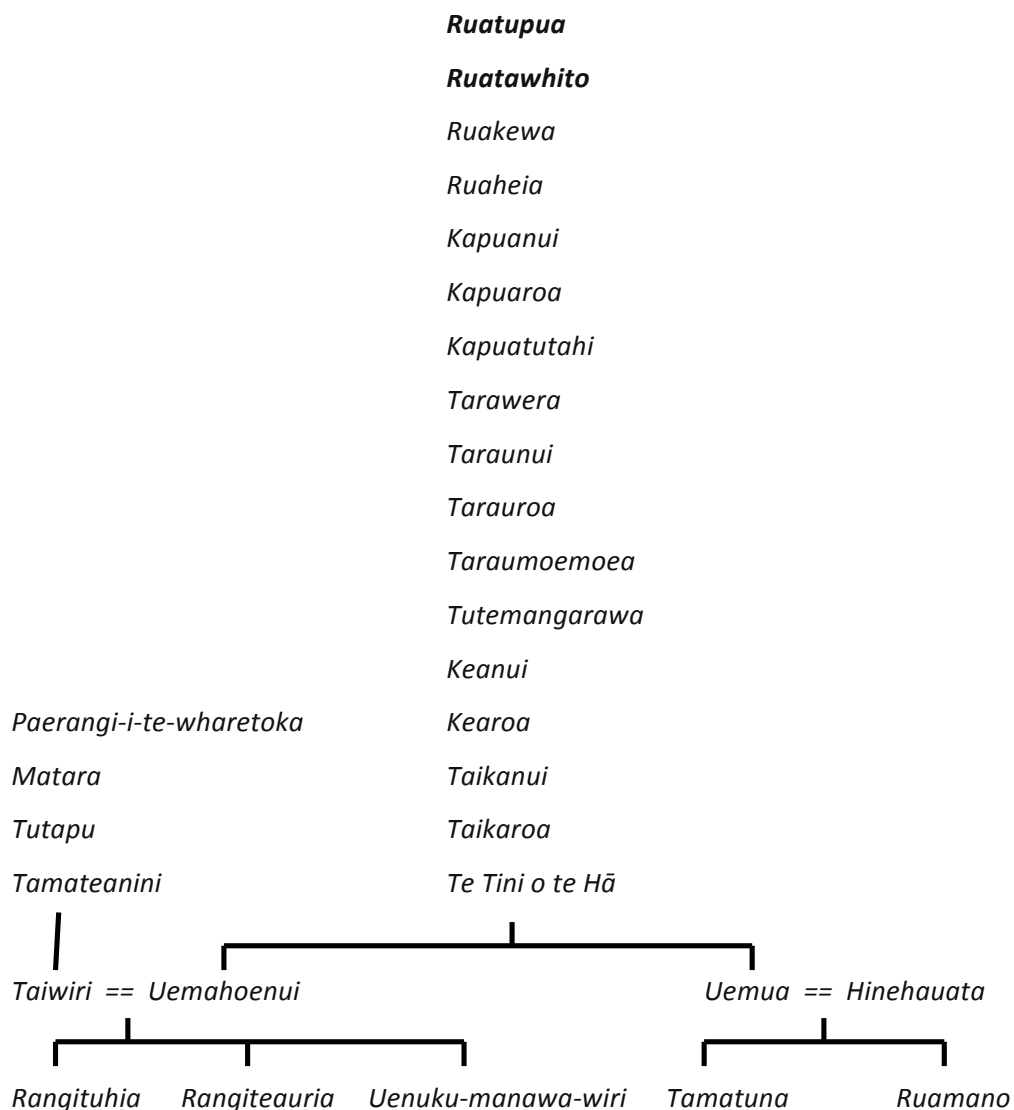 Ruatupua
Ruatawhito
Ruakewa
Ruaheia
Kapuanui
Kapuaroa
Kapuatutahi
Tarawera
Taraunui
Tarauroa
Taraumoemoea
Tutemangarawa
Keanui
Paerangi-i-te-wharetoka Kearoa
Matara Taikanui
Tutapu Taikaroa
Tamateanini Te Tini o te Hā
Taiwiri == Uemahoenui Uemua == Hinehauata
Rangituhia Rangiteauria Uenuku-manawa-wiri Tamatuna Ruamano